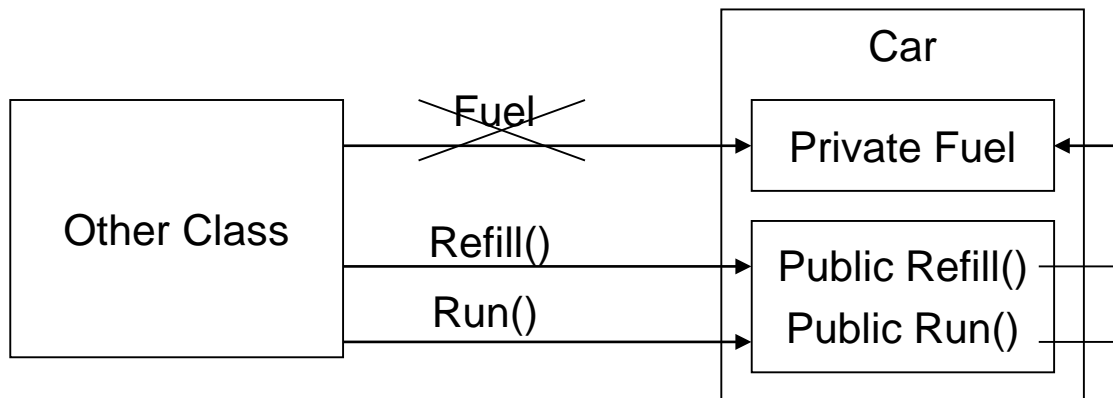 Car
Fuel
Private Fuel
Other Class
Refill()
Public Refill()
Run()
Public Run()